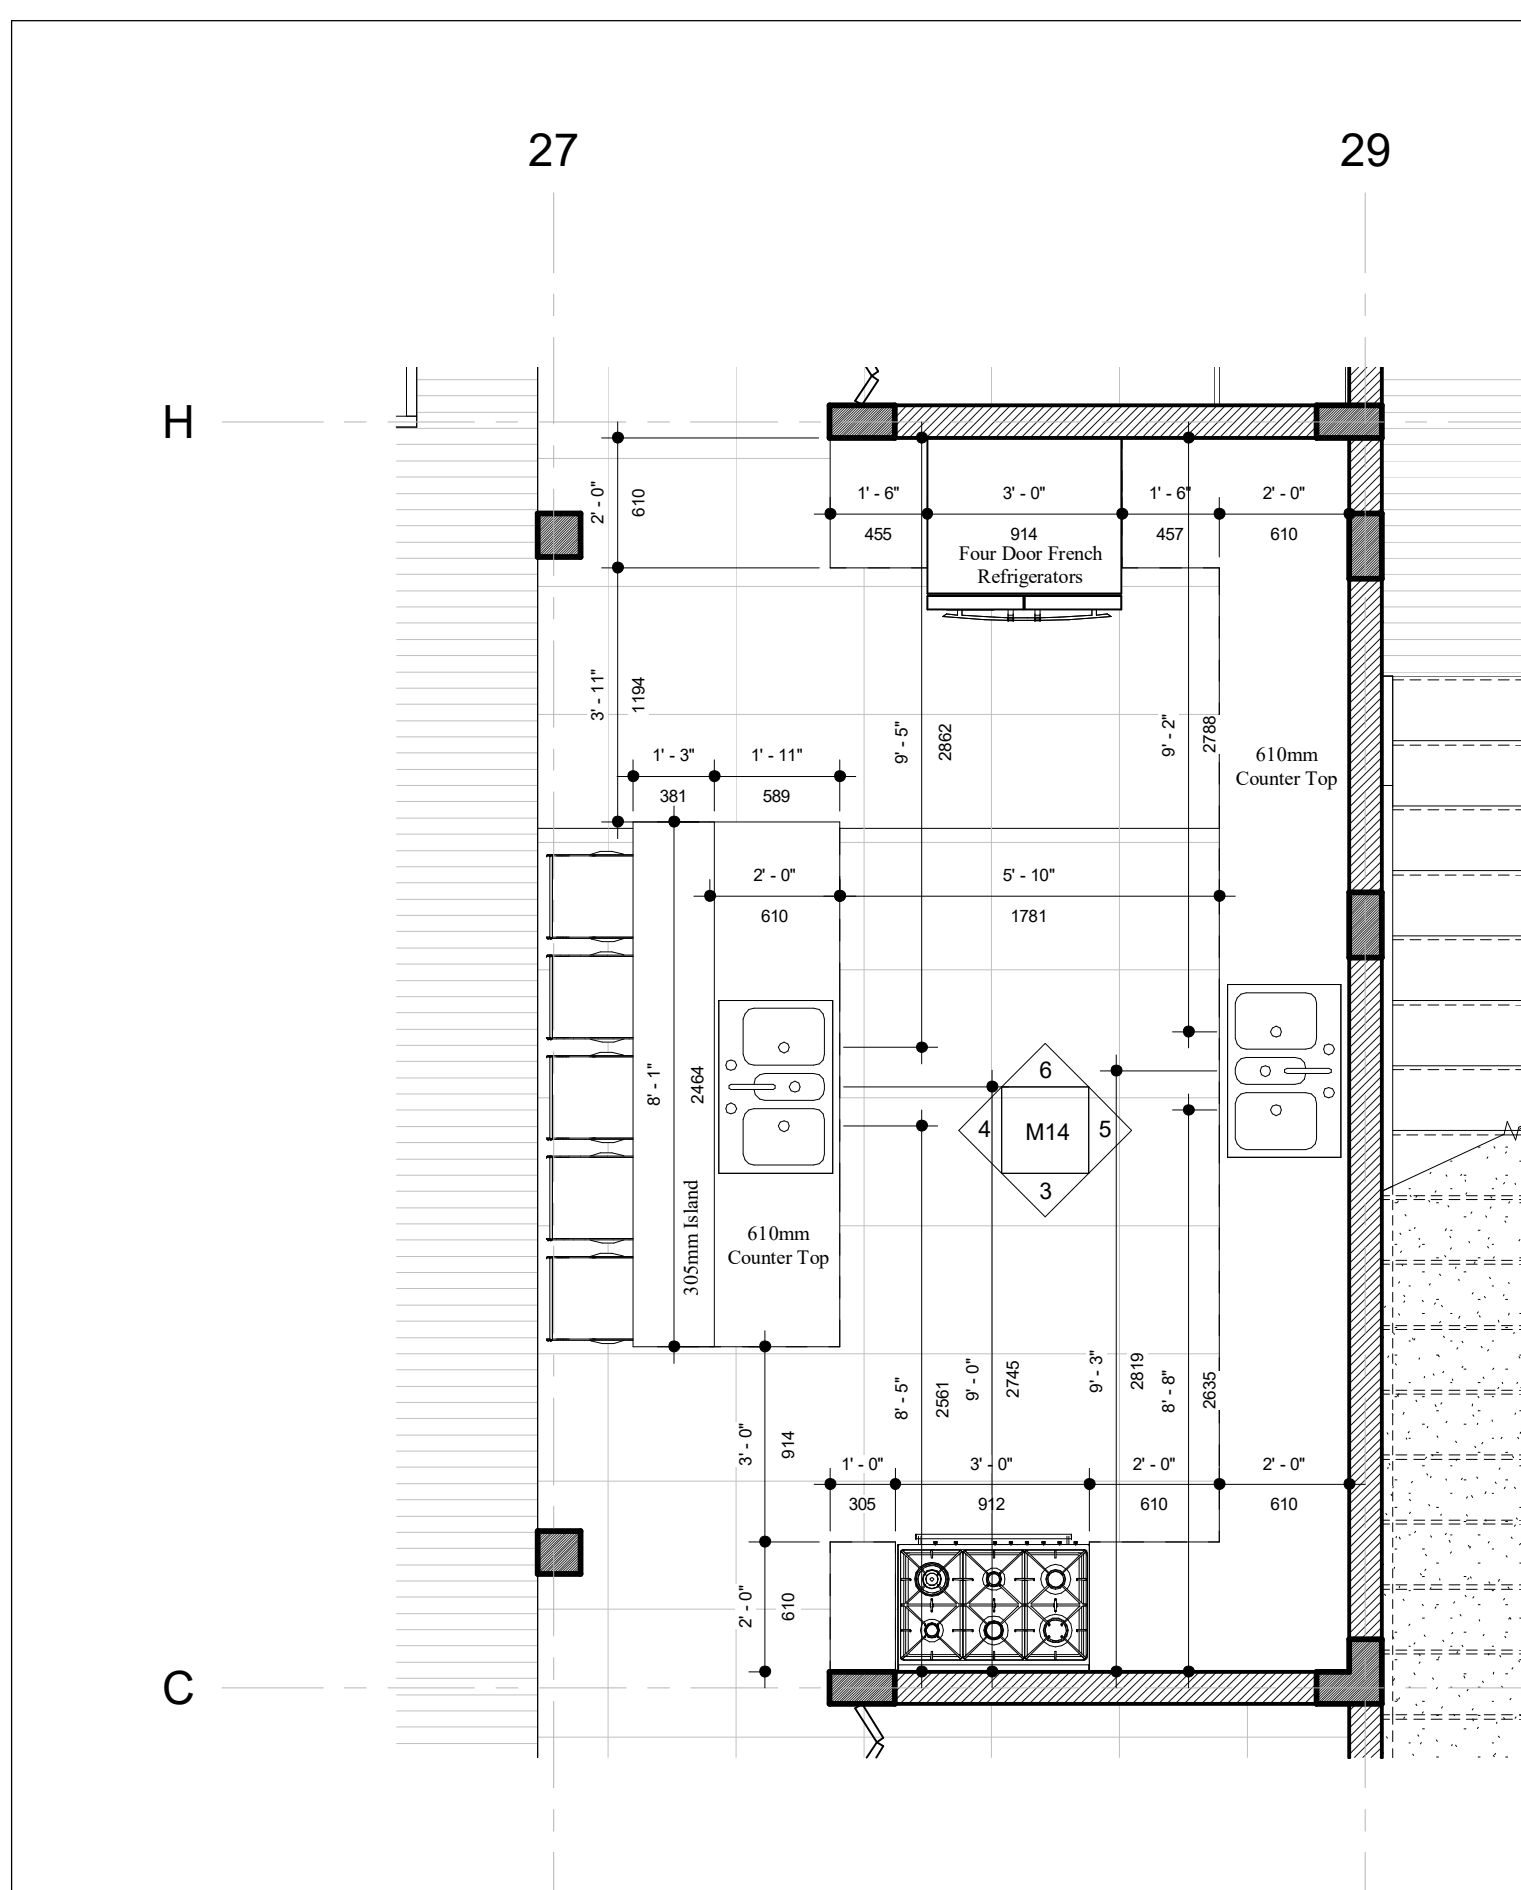 27
29
H
1' - 6"
3' - 0"
1' - 6"
2' - 0"
455
914
457
610
Four Door French
Refrigerators
2' - 0"
610
3' - 11"
1194
9' - 5"
2862
9' - 2"
2788
610mm
Counter Top
1' - 3"
1' - 11"
381
589
2' - 0"
5' - 10"
610
1781
8' - 1"
2464
305mm Island
6
4
M14
5
3
610mm
Counter Top
8' - 5"
2561
9' - 0"
2745
9' - 3"
2819
8' - 8"
2635
3' - 0"
914
1' - 0"
3' - 0"
2' - 0"
2' - 0"
305
912
610
610
2' - 0"
610
C